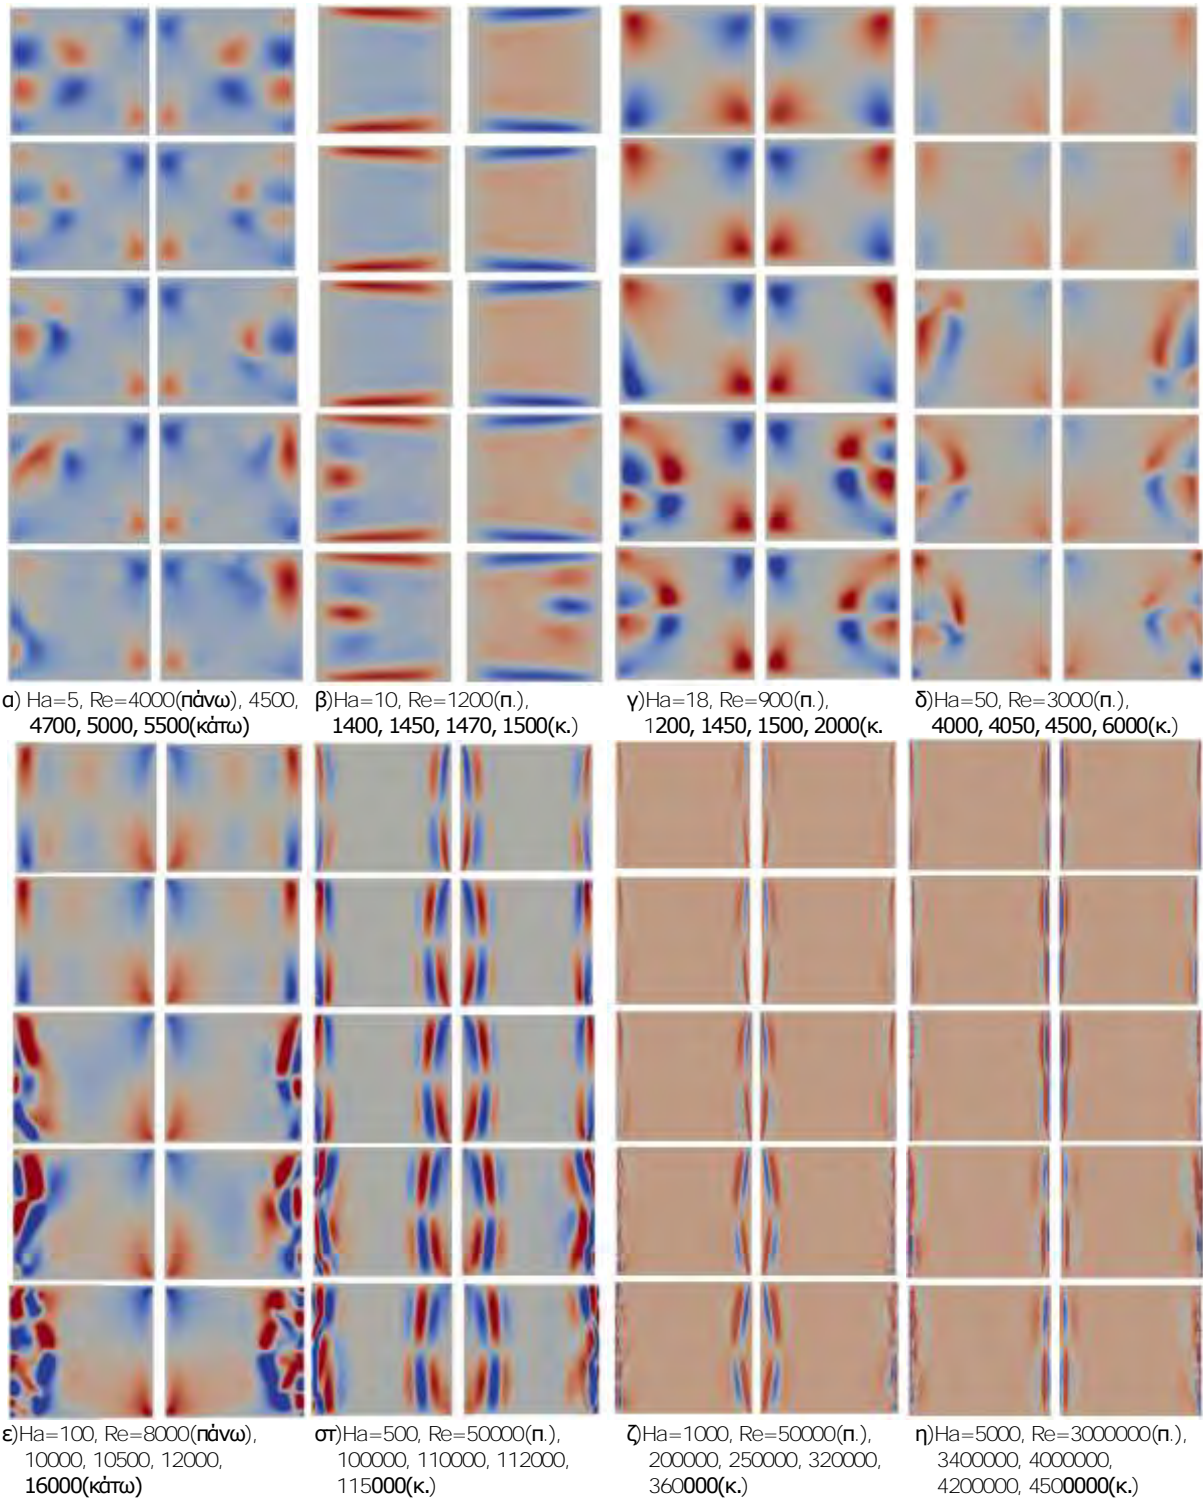 α) Ha=5, Re=4000(πάνω), 4500,
4700, 5000, 5500(κάτω)
β)Ha=10, Re=1200(π.),
1400, 1450, 1470, 1500(κ.)
γ)Ha=18, Re=900(π.),
1200, 1450, 1500, 2000(κ.
δ)Ha=50, Re=3000(π.),
4000, 4050, 4500, 6000(κ.)
ε)Ha=100, Re=8000(πάνω),
10000, 10500, 12000,
16000(κάτω)
στ)Ha=500, Re=50000(π.),
100000, 110000, 112000,
115000(κ.)
ζ)Ha=1000, Re=50000(π.),
200000, 250000, 320000,
360000(κ.)
η)Ha=5000, Re=3000000(π.),
3400000, 4000000,
4200000, 4500000(κ.)